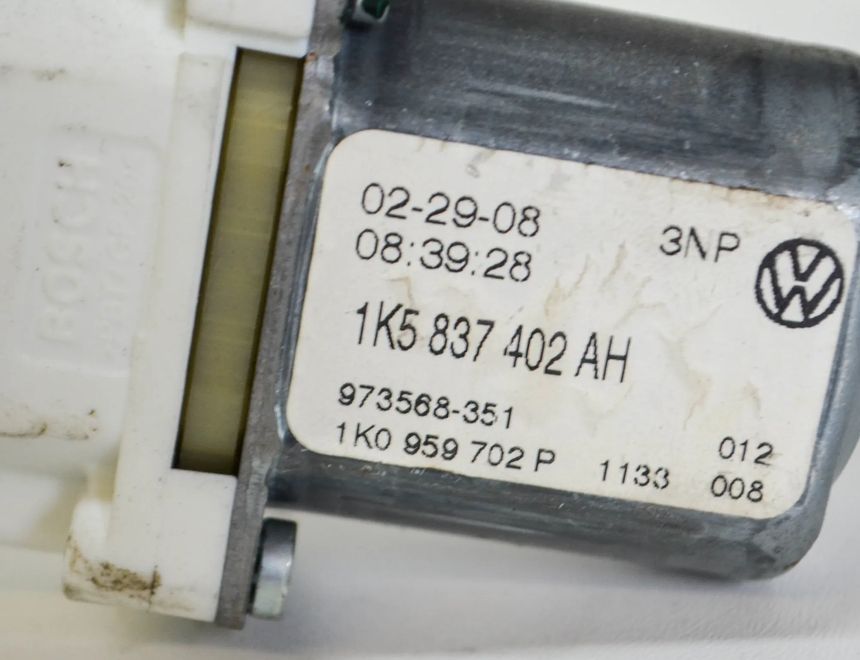 BOSCH
02-29-08
08:39:28
3NP
1K5 837 402 AH
973568-351
1K0 959 702 P
1133
012
008